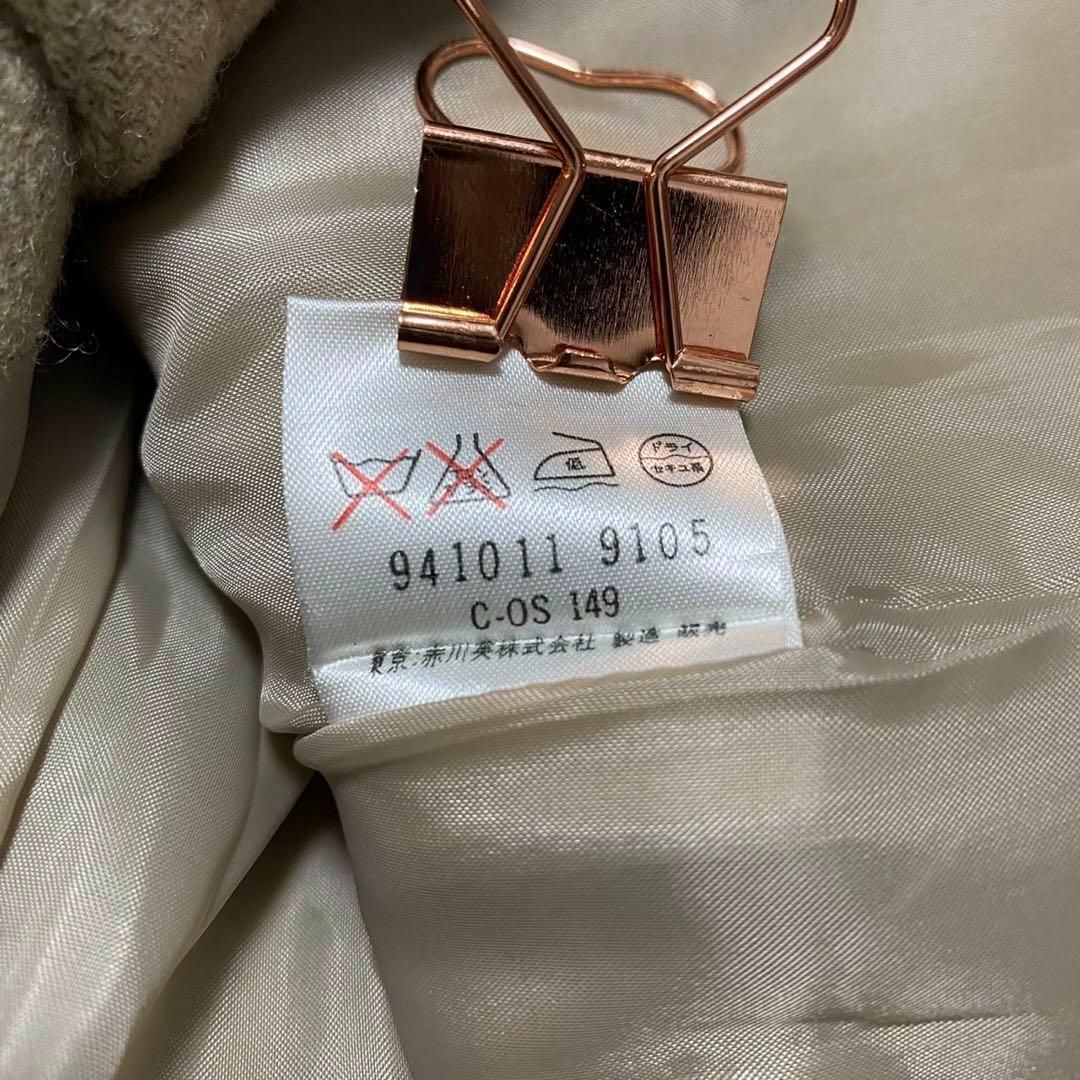 低
ドライ
セキユ系
941011 9105
C-OS 149
東京:赤川英株式会社 製造 販売